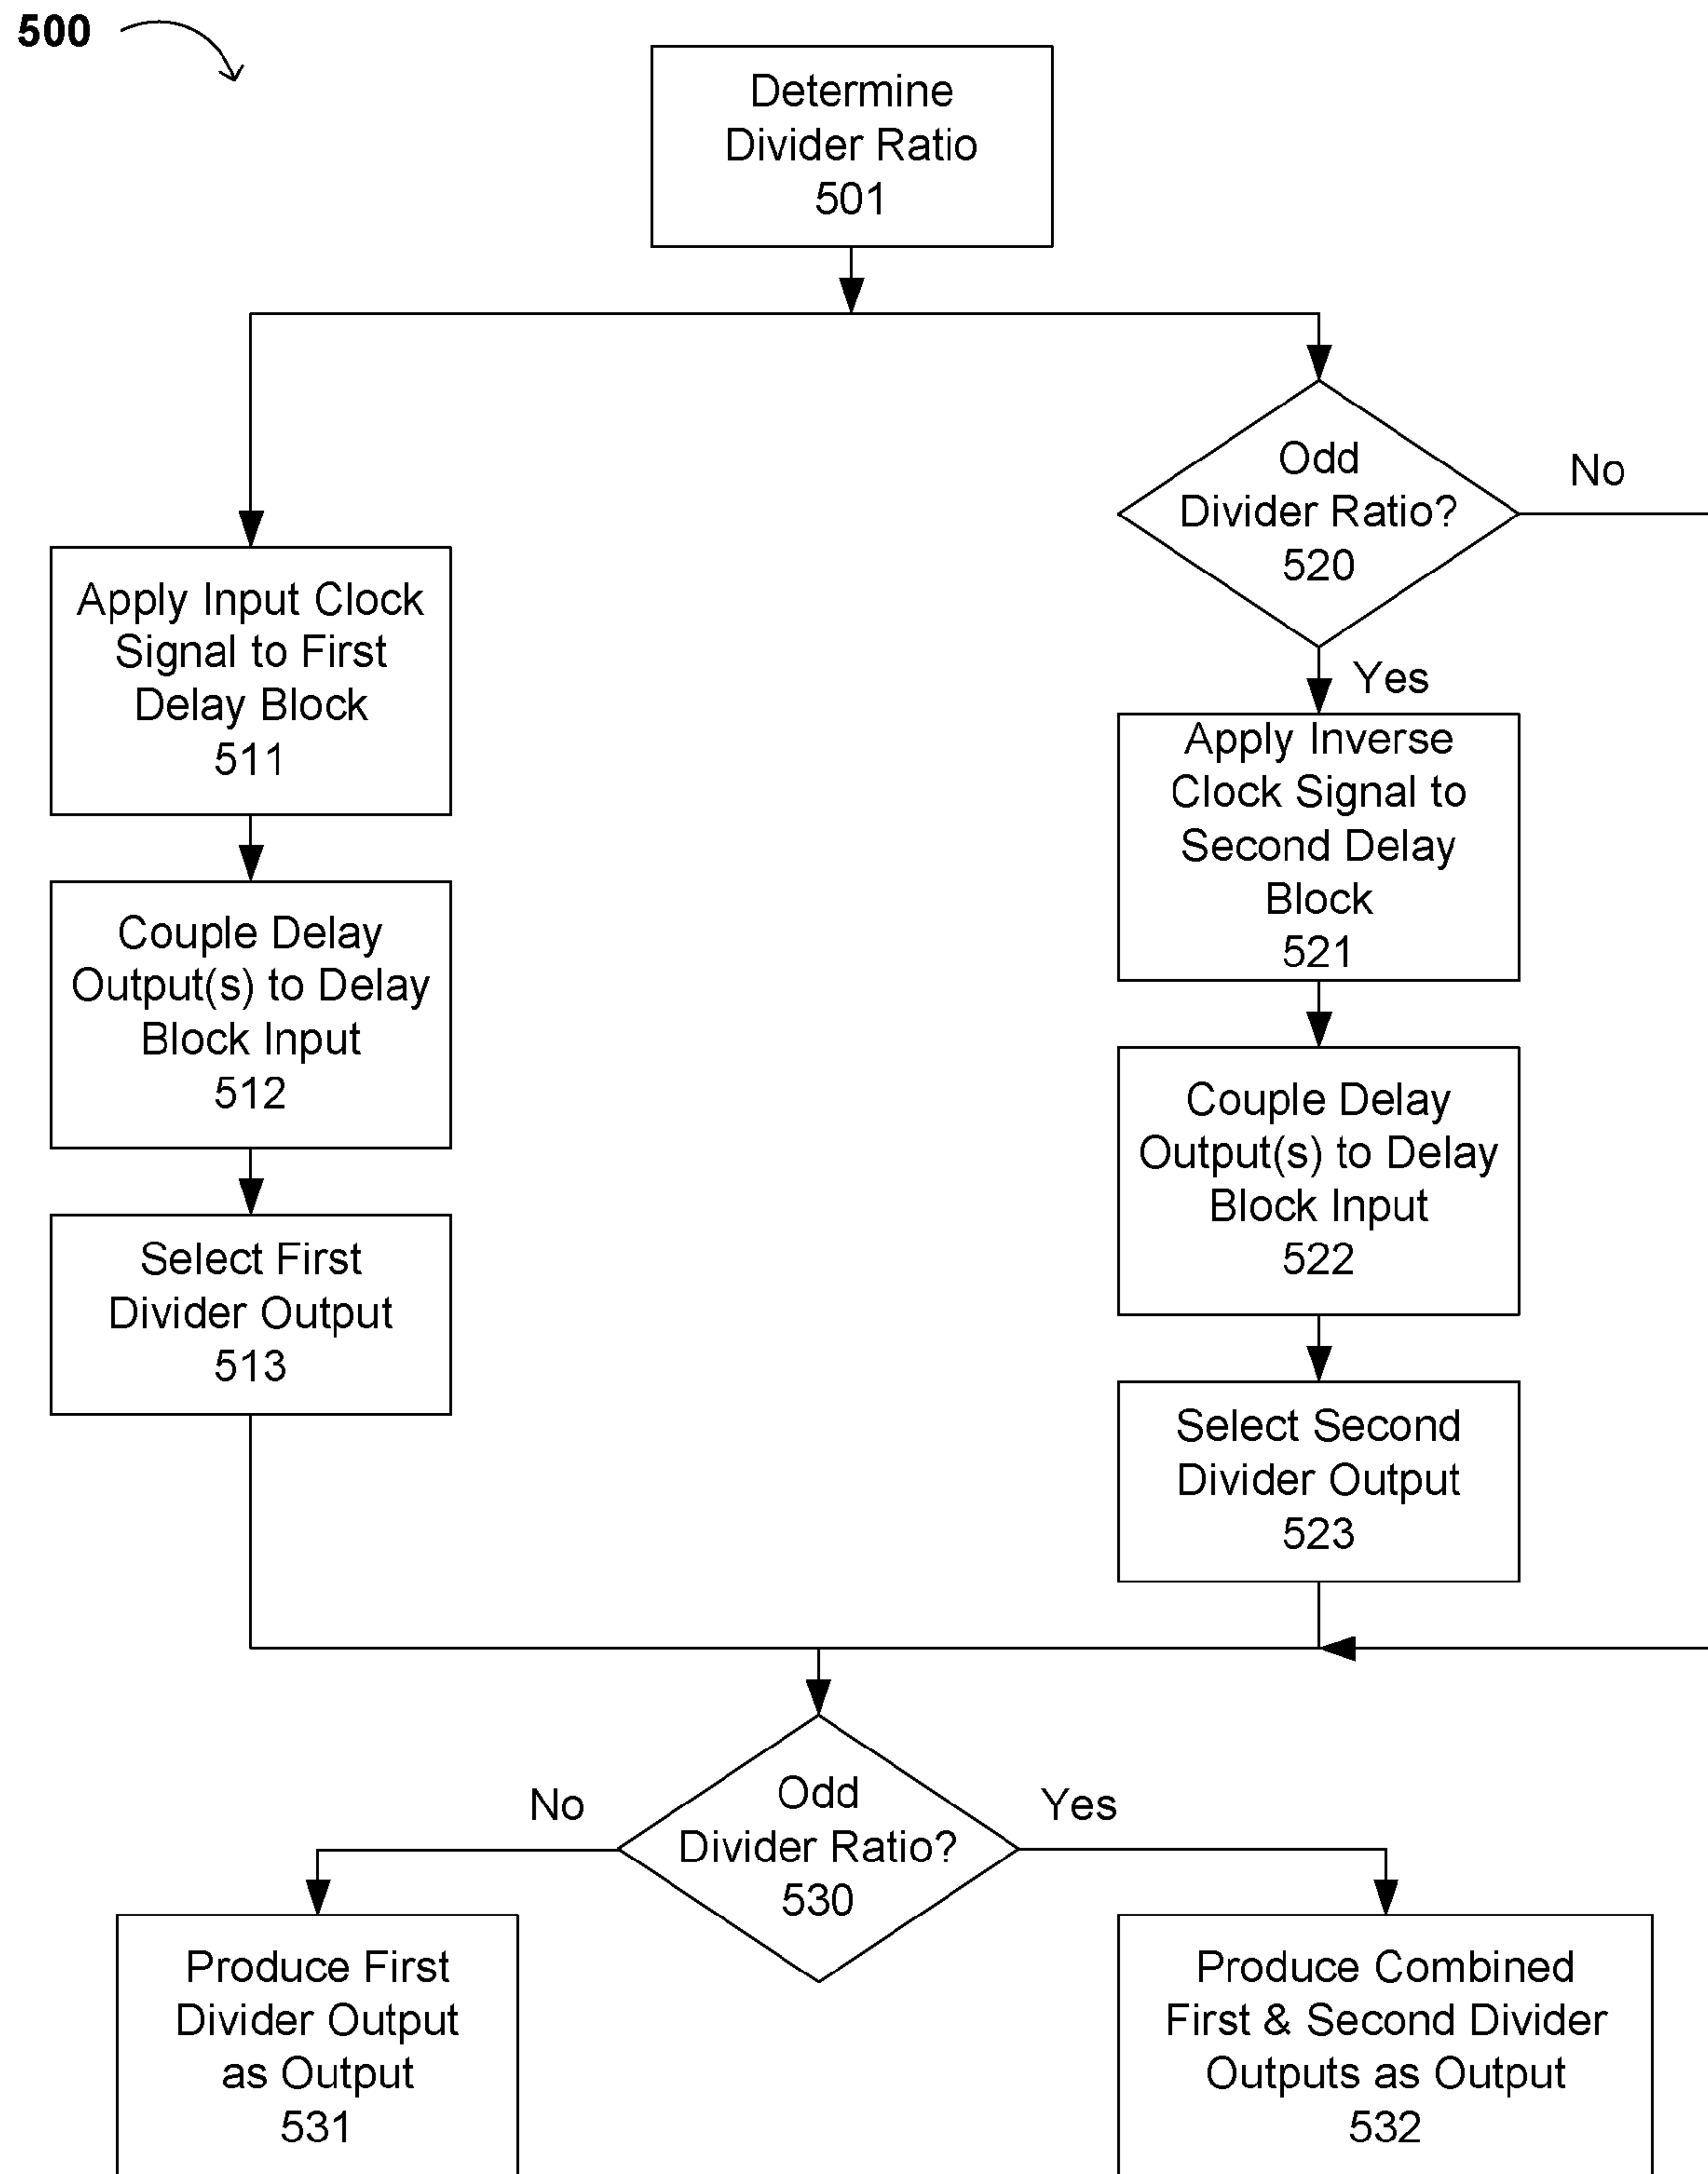 500
Determine
Divider Ratio
501
Odd
Divider Ratio?
520
No
Yes
Apply Input Clock
Signal to First
Delay Block
511
Apply Inverse
Clock Signal to
Second Delay
Block
521
Couple Delay
Output(s) to Delay
Block Input
512
Couple Delay
Output(s) to Delay
Block Input
522
Select First
Divider Output
513
Select Second
Divider Output
523
Odd
Divider Ratio?
530
No
Yes
Produce First
Divider Output
as Output
531
Produce Combined
First & Second Divider
Outputs as Output
532